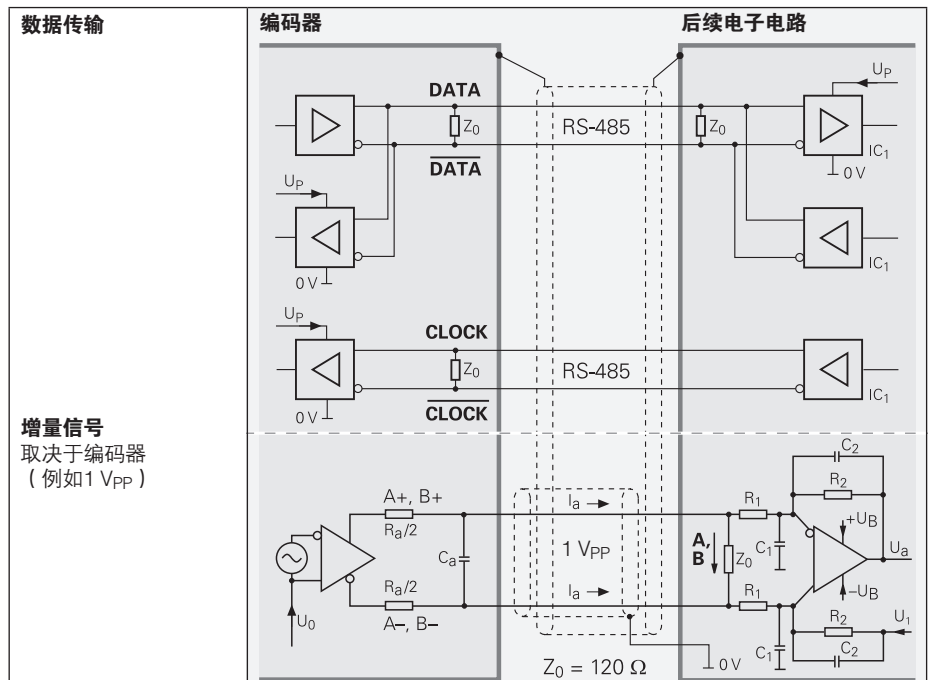 数据传输
编码器
后续电子电路
DATA
Z0
RS-485
Z0
UP
IC1
0 V
DATA
UP
0 V
IC1
UP
CLOCK
Z0
RS-485
0 V
CLOCK
IC1
增量信号
取决于编码器
(例如1 VPP)
A+, B+
Ra/2
Ca
Ra/2
A–, B–
U0
Ia
1 VPP
Ia
Z0 = 120 Ω
0 V
A,
B
Z0
R1
C1
R1
C1
C2
R2
+UB
Ua
–UB
R2
U1
C2